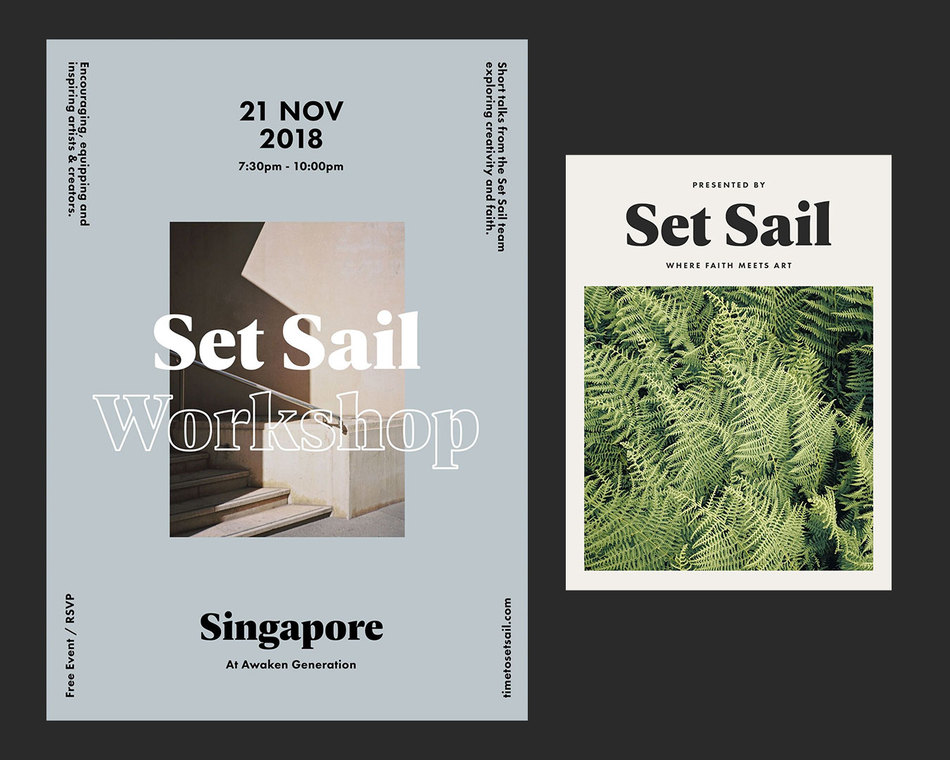 Encouraging, equipping and
inspiring artists & creators.
21 NOV
2018
7:30pm - 10:00pm
Short talks from the Set Sail team
exploring creativity and faith.
Set Sail
Workshop
Singapore
At Awaken Generation
Free Event / RSVP
timetosetsail.com
PRESENTED BY
Set Sail
WHERE FAITH MEETS ART